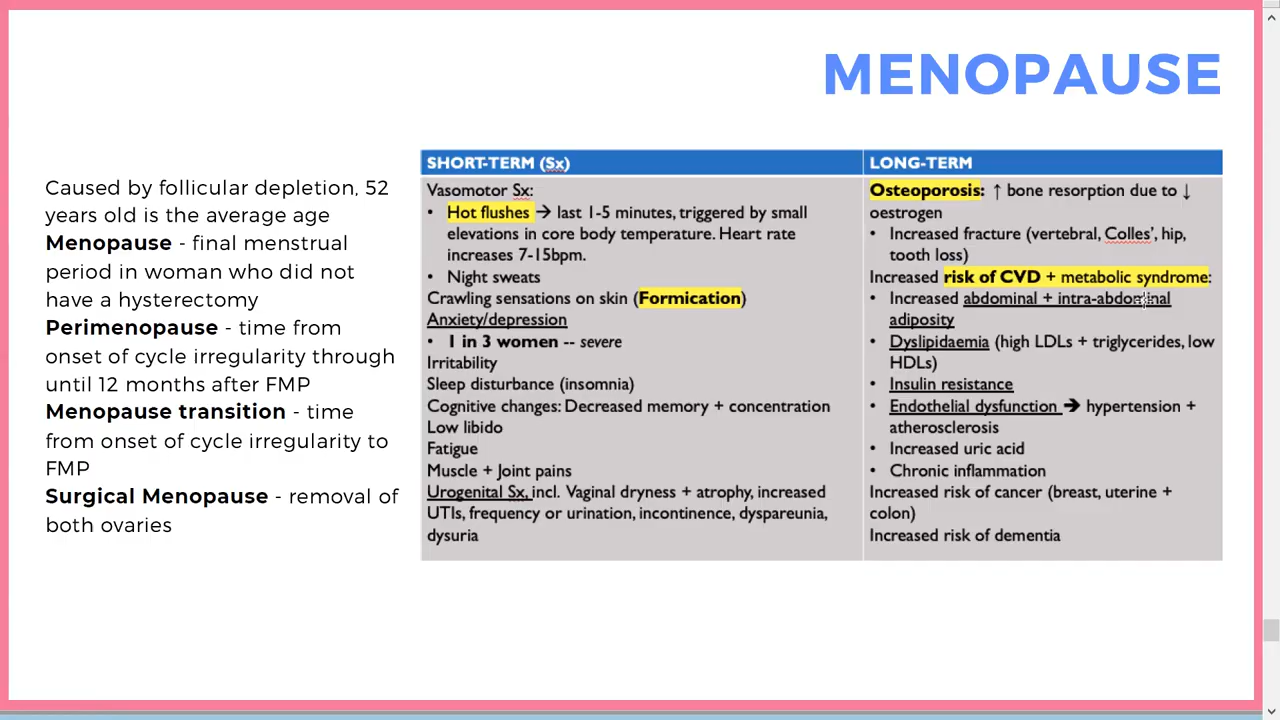 MENOPAUSE
Caused by follicular depletion, 52
years old is the average age
Menopause - final menstrual
period in woman who did not
have a hysterectomy
Perimenopause - time from
onset of cycle irregularity through
until 12 months after FMP
Menopause transition - time
from onset of cycle irregularity to
FMP
Surgical Menopause - removal of
both ovaries
SHORT-TERM (Sx)
Vasomotor Sx:
• Hot flushes → last 1-5 minutes, triggered by small
elevations in core body temperature. Heart rate
increases 7-15bpm.
• Night sweats
Crawling sensations on skin (Formication)
Anxiety/depression
• 1 in 3 women -- severe
Irritability
Sleep disturbance (insomnia)
Cognitive changes: Decreased memory + concentration
Low libido
Fatigue
Muscle + Joint pains
Urogenital Sx, incl. Vaginal dryness + atrophy, increased
UTIs, frequency or urination, incontinence, dyspareunia,
dysuria
LONG-TERM
Osteoporosis: ↑ bone resorption due to ↓
oestrogen
• Increased fracture (vertebral, Colles’, hip,
tooth loss)
Increased risk of CVD + metabolic syndrome:
• Increased abdominal + intra-abdominal
adiposity
• Dyslipidaemia (high LDLs + triglycerides, low
HDLs)
• Insulin resistance
• Endothelial dysfunction → hypertension +
atherosclerosis
• Increased uric acid
• Chronic inflammation
Increased risk of cancer (breast, uterine +
colon)
Increased risk of dementia